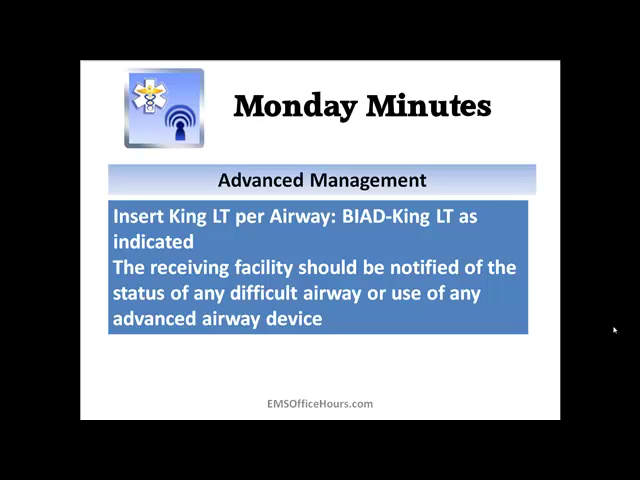 Monday Minutes
Advanced Management
Insert King LT per Airway: BIAD-King LT as
indicated
The receiving facility should be notified of the
status of any difficult airway or use of any
advanced airway device
EMSOfficeHours.com